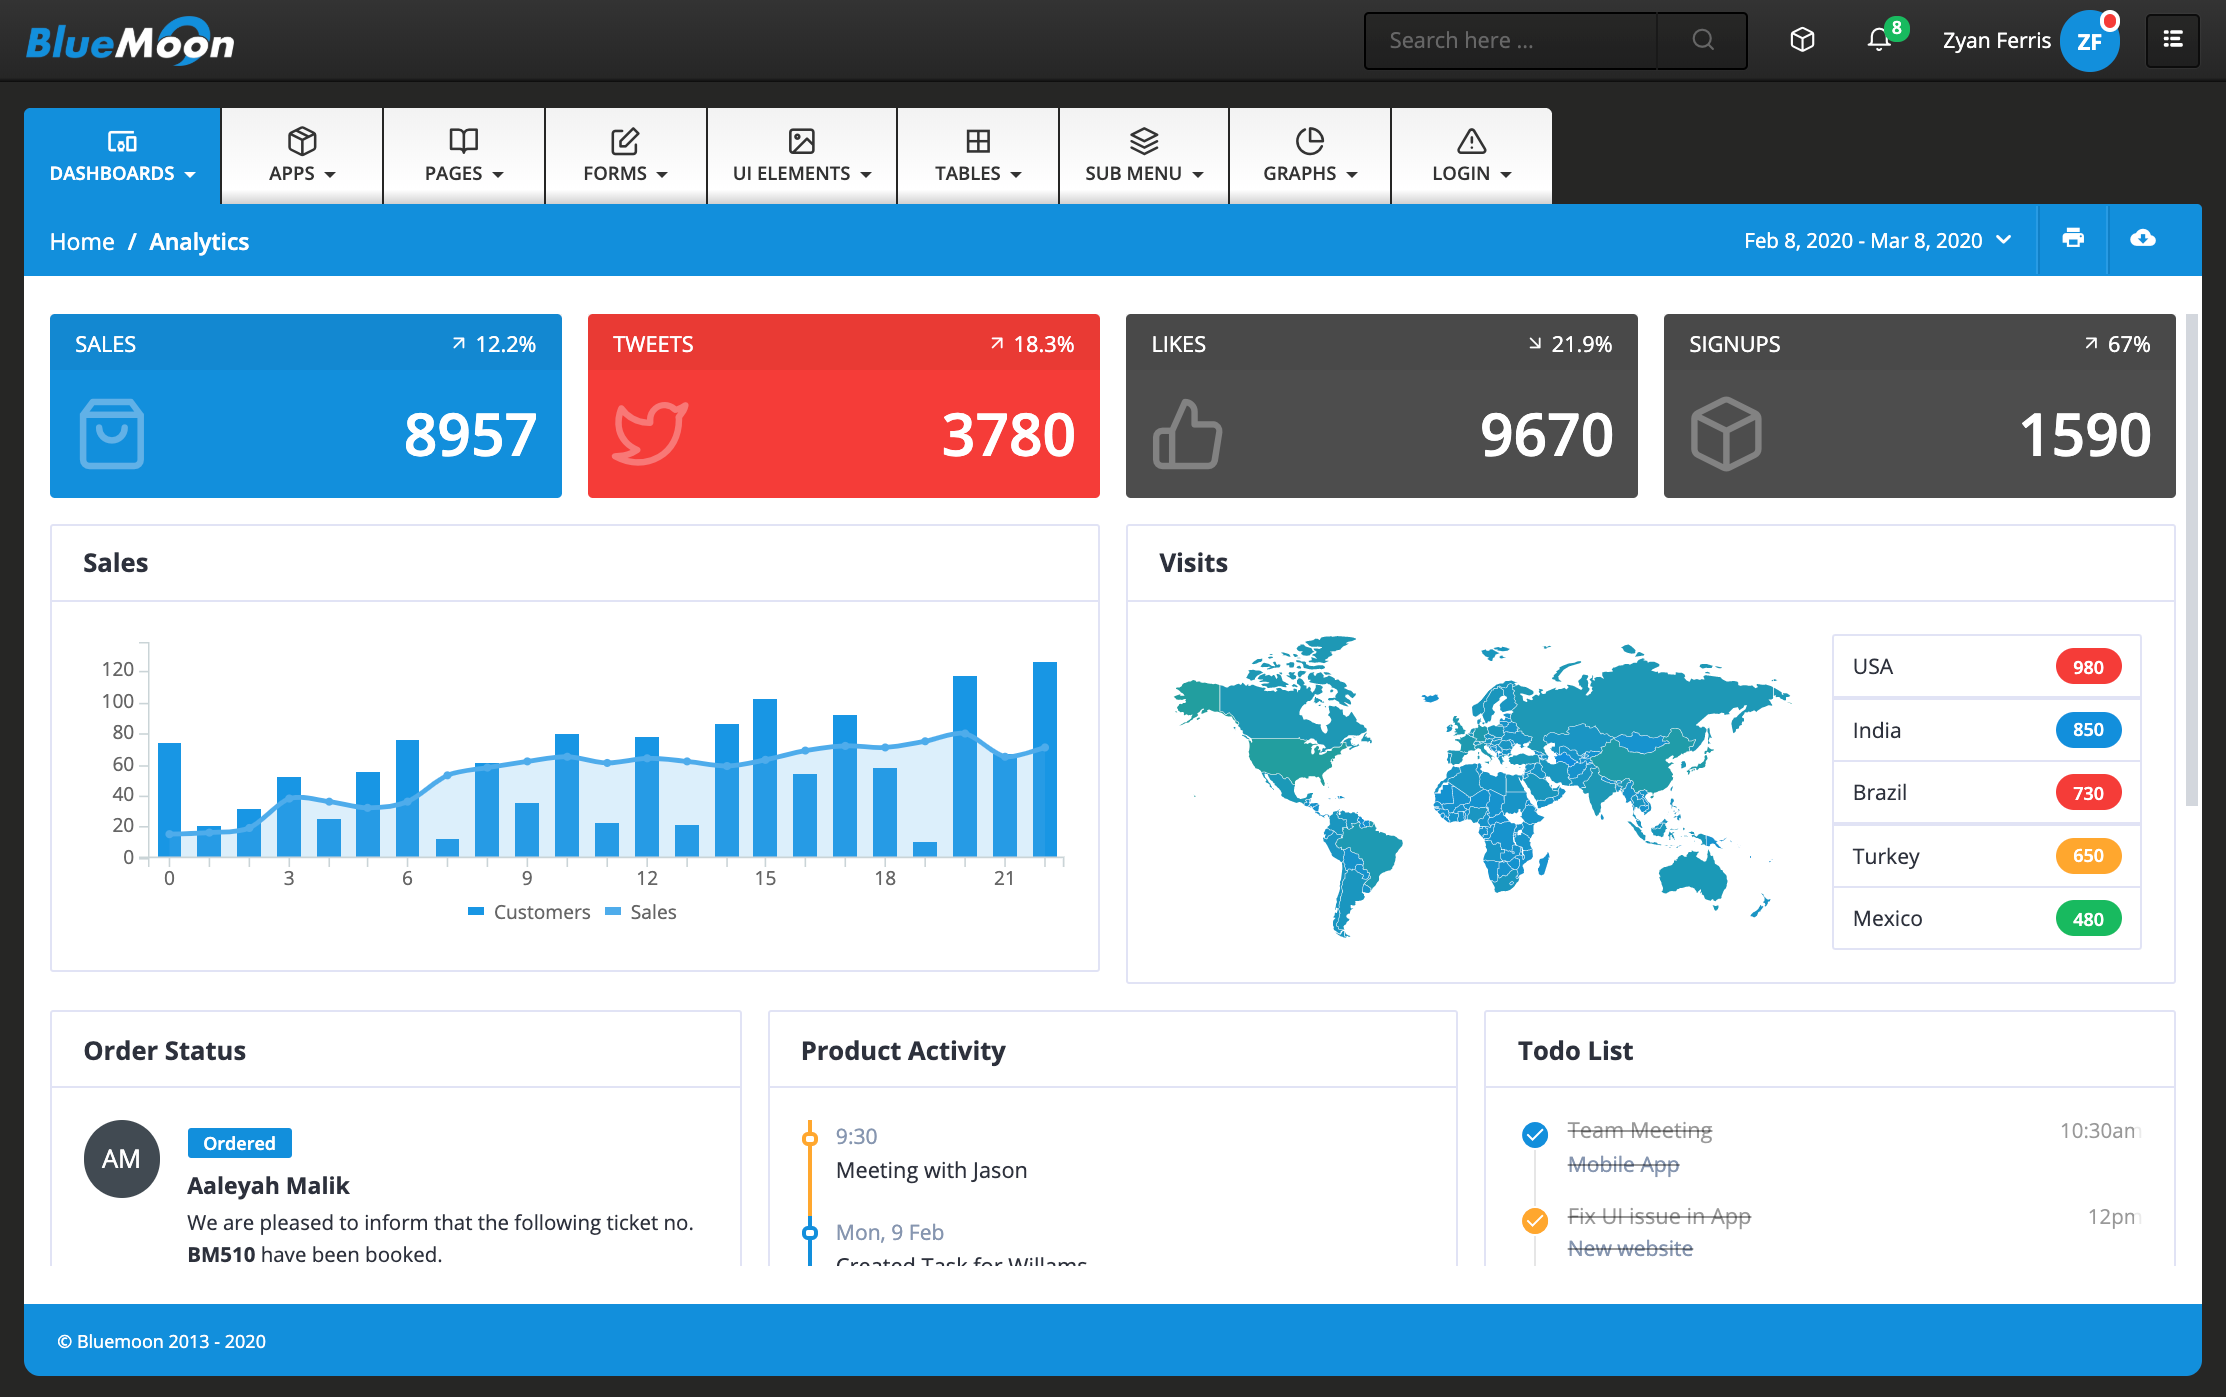 BlueMoon
Search here ...
8
Zyan Ferris
ZF
DASHBOARDS
APPS
PAGES
FORMS
UI ELEMENTS
TABLES
SUB MENU
GRAPHS
LOGIN
Home / Analytics
Feb 8, 2020 - Mar 8, 2020
SALES
12.2%
8957
TWEETS
18.3%
3780
LIKES
21.9%
9670
SIGNUPS
67%
1590
Sales
120
100
80
60
40
20
0
0 3 6 9 12 15 18 21
Customers Sales
Visits
USA 980
India 850
Brazil 730
Turkey 650
Mexico 480
Order Status
AM
Ordered
Aaleyah Malik
We are pleased to inform that the following ticket no.
BM510 have been booked.
Product Activity
9:30
Meeting with Jason
Mon, 9 Feb
Created Task for Willams
Todo List
Team Meeting 10:30am
Mobile App
Fix UI issue in App 12pm
New website
© Bluemoon 2013 - 2020